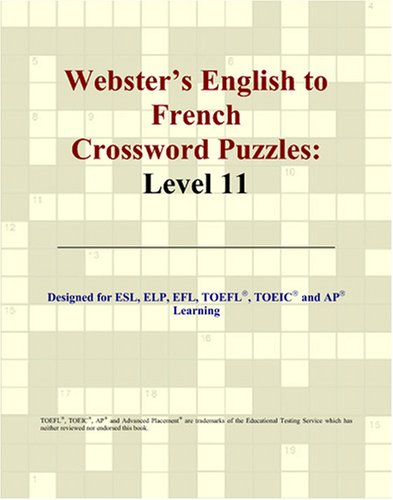 Webster's English to
French
Crossword Puzzles:
Level 11
Designed for ESL, ELP, EFL, TOEFL®, TOEIC® and AP®
Learning
TOEFL®, TOEIC®, AP® and Advanced Placement® are trademarks of the Educational Testing Service which has
neither reviewed nor endorsed this book.